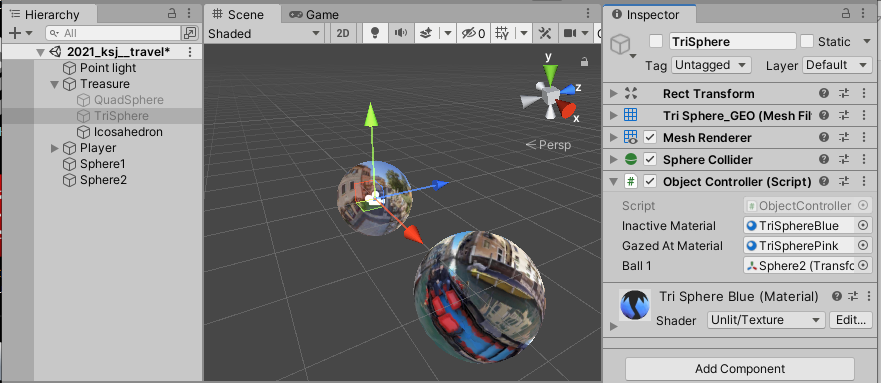 Hierarchy
All
2021_ksj__travel*
Point light
Treasure
QuadSphere
TriSphere
Icosahedron
Player
Sphere1
Sphere2
Scene
Game
Shaded
2D
0
y
z
x
Persp
Inspector
TriSphere
Static
Tag Untagged Layer Default
Rect Transform
Tri Sphere_GEO (Mesh Fil
Mesh Renderer
Sphere Collider
Object Controller (Script)
Script ObjectController
Inactive Material TriSphereBlue
Gazed At Material TriSpherePink
Ball 1 Sphere2 (Transfo
Tri Sphere Blue (Material)
Shader Unlit/Texture Edit...
Add Component